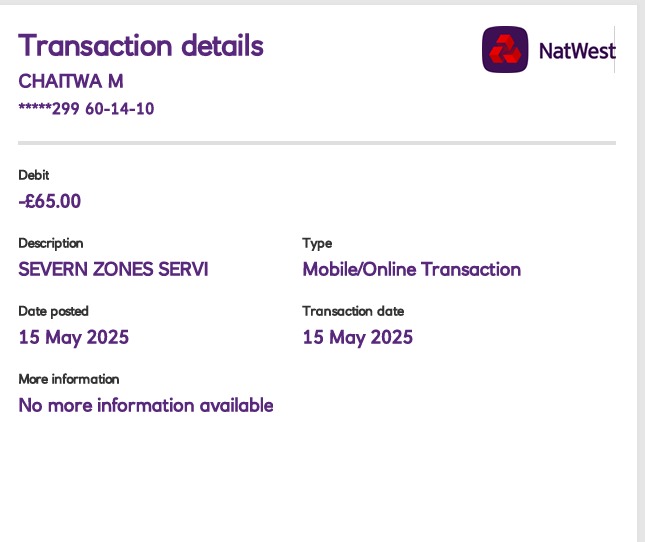 Transaction details
NatWest
CHAITWA M
*****299 60-14-10
Debit
-£65.00
Description
Type
SEVERN ZONES SERVI
Mobile/Online Transaction
Date posted
Transaction date
15 May 2025
15 May 2025
More information
No more information available